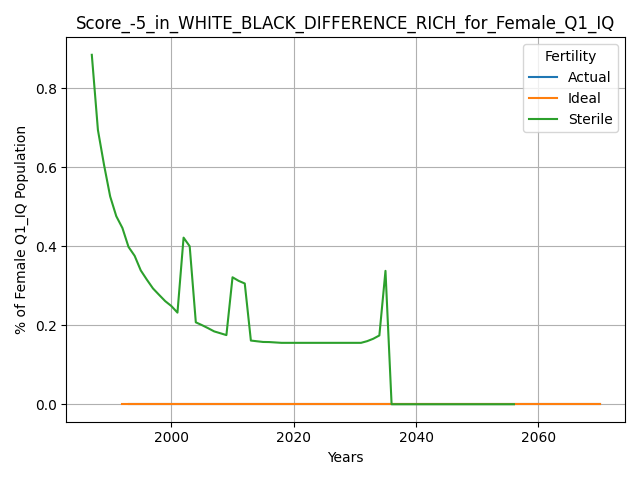 Score_-5_in_WHITE_BLACK_DIFFERENCE_RICH_for_Female_Q1_IQ
Fertility
Actual
Ideal
Sterile
% of Female Q1_IQ Population
0.8
0.6
0.4
0.2
0.0
2000
2020
2040
2060
Years